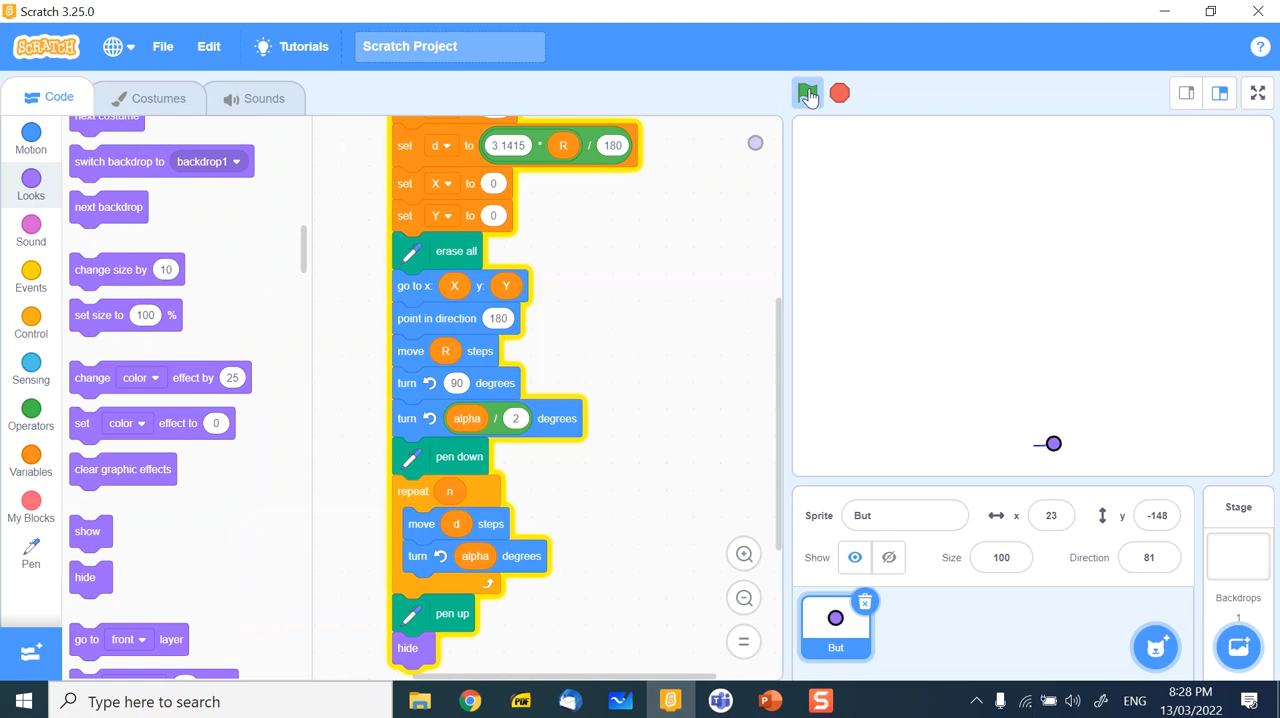 Scratch 3.25.0
SCRATCH File Edit Tutorials Scratch Project ?
Code Costumes Sounds
Motion
Looks
Sound
Events
Control
Sensing
Operators
Variables
My Blocks
Pen
next costume
switch backdrop to backdrop1
next backdrop
change size by 10
set size to 100 %
change color effect by 25
set color effect to 0
clear graphic effects
show
hide
go to front layer
set d to 3.1415 * R / 180
set X to 0
set Y to 0
erase all
go to x: X y: Y
point in direction 180
move R steps
turn 90 degrees
turn alpha / 2 degrees
pen down
repeat n
move d steps
turn alpha degrees
pen up
hide
Sprite But x 23 y -148
Show Size 100 Direction 81
But
Stage
Backdrops
1
Type here to search
PDF
ENG
8:28 PM
13/03/2022